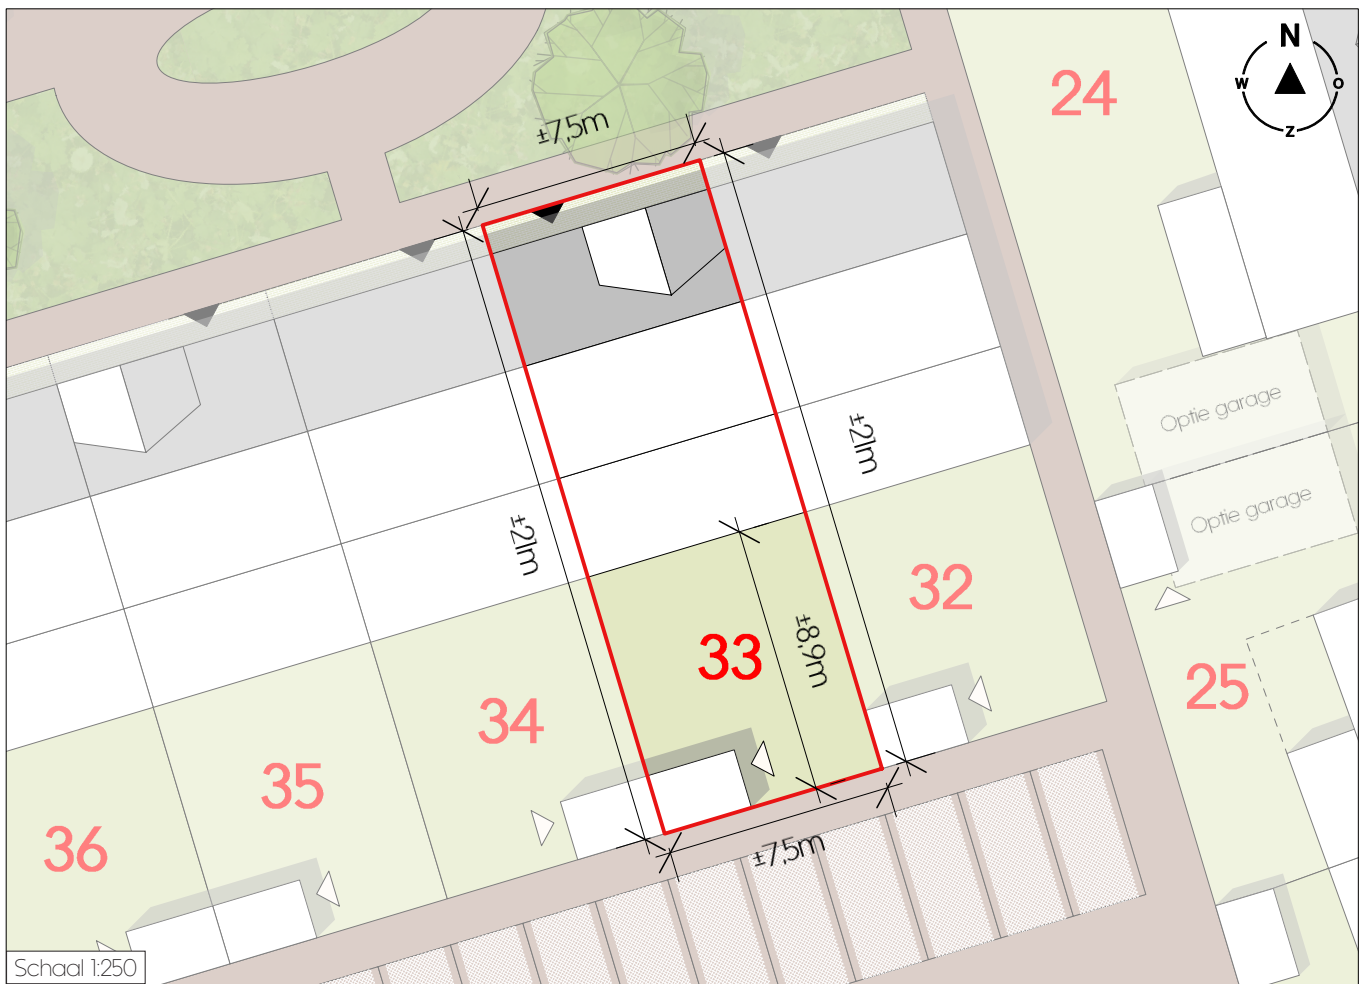 N
W
O
Z
24
±7,5m
Optie garage
±21m
Optie garage
±21m
32
33
±8,9m
25
34
35
36
±7,5m
Schaal 1:250